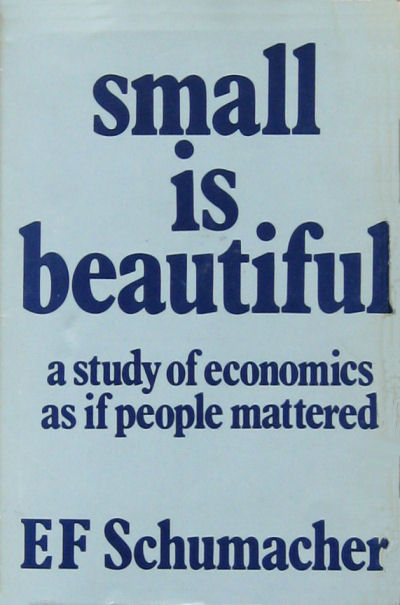 small
is
beautiful
a study of economics
as if people mattered
E F Schumacher